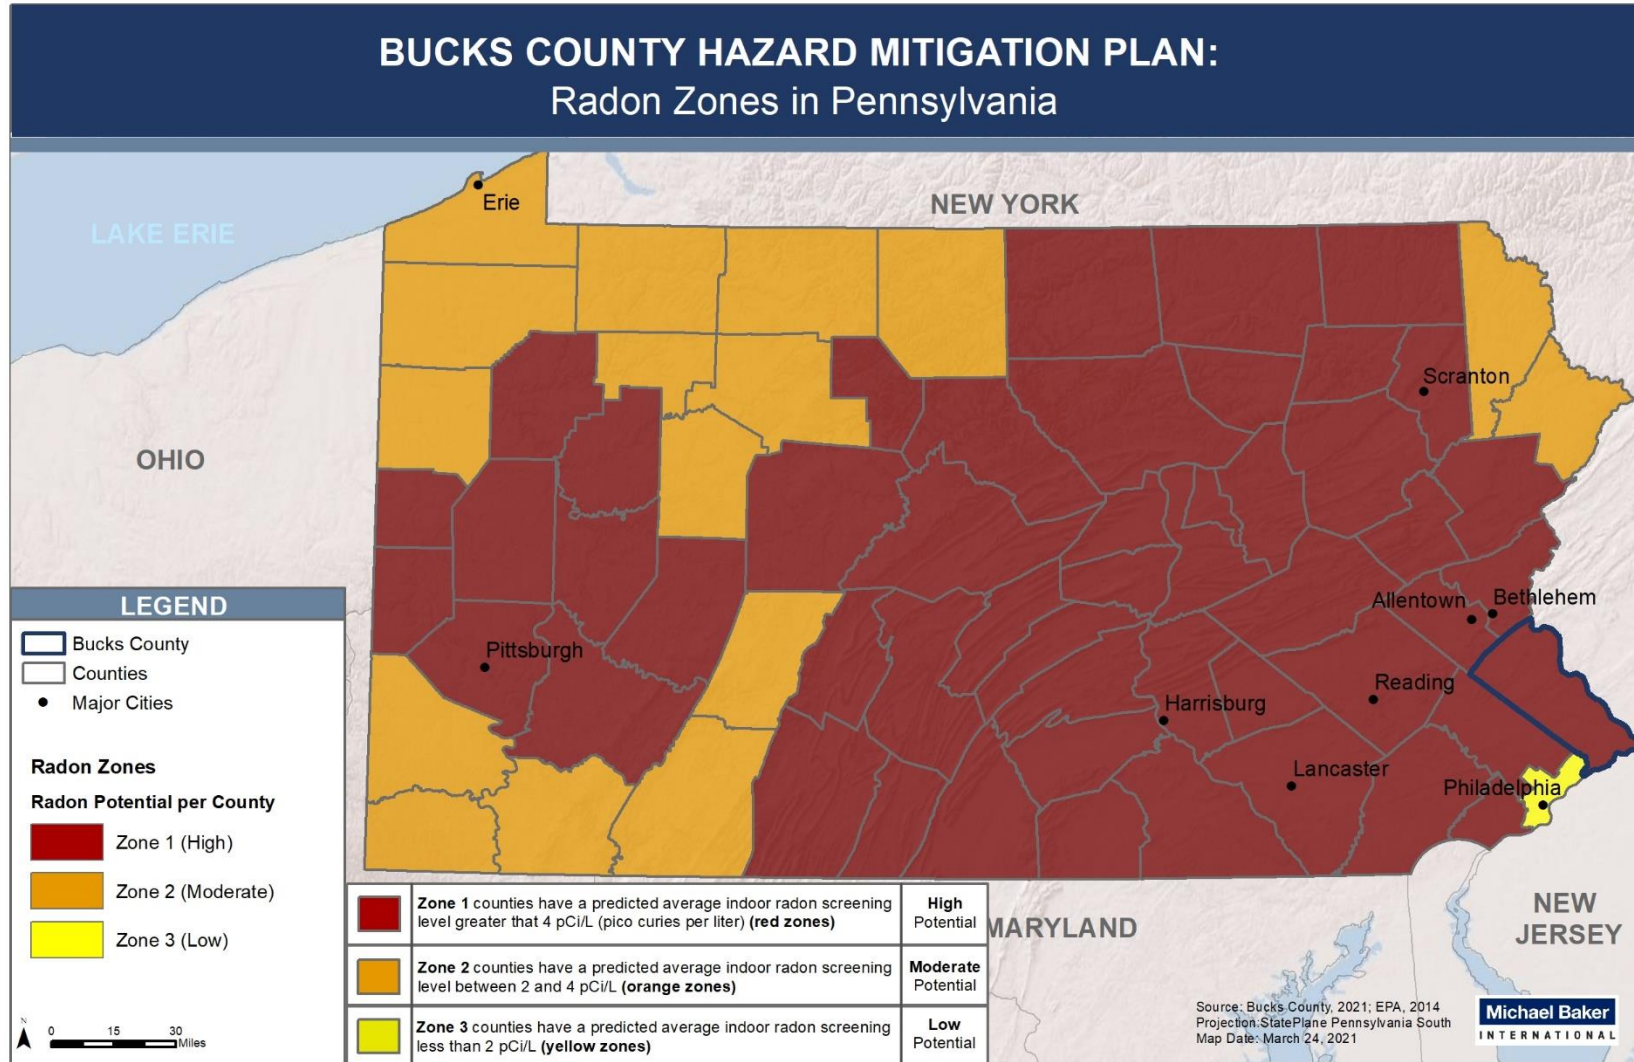 BUCKS COUNTY HAZARD MITIGATION PLAN:
Radon Zones in Pennsylvania
LAKE ERIE
Erie
NEW YORK
OHIO
Scranton
Allentown
Bethlehem
Pittsburgh
Reading
Harrisburg
Lancaster
Philadelphia
MARYLAND
NEW
JERSEY
LEGEND
Bucks County
Counties
Major Cities
Radon Zones
Radon Potential per County
Zone 1 (High)
Zone 2 (Moderate)
Zone 3 (Low)
N
0 15 30
Miles
Zone 1 counties have a predicted average indoor radon screening
level greater that 4 pCi/L (pico curies per liter) (red zones)
High
Potential
Zone 2 counties have a predicted average indoor radon screening
level between 2 and 4 pCi/L (orange zones)
Moderate
Potential
Zone 3 counties have a predicted average indoor radon screening
less than 2 pCi/L (yellow zones)
Low
Potential
Source: Bucks County, 2021; EPA, 2014
Projection:StatePlane Pennsylvania South
Map Date: March 24, 2021
Michael Baker
INTERNATIONAL